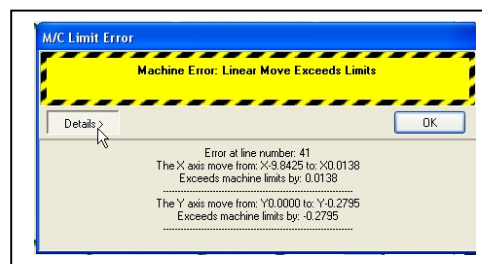 M/C Limit Error
Machine Error: Linear Move Exceeds Limits
Details >
OK
Error at line number: 41
The X axis move from: X-9.8425 to: X0.0138
Exceeds machine limits by: 0.0138
The Y axis move from: Y0.0000 to: Y-0.2795
Exceeds machine limits by: -0.2795